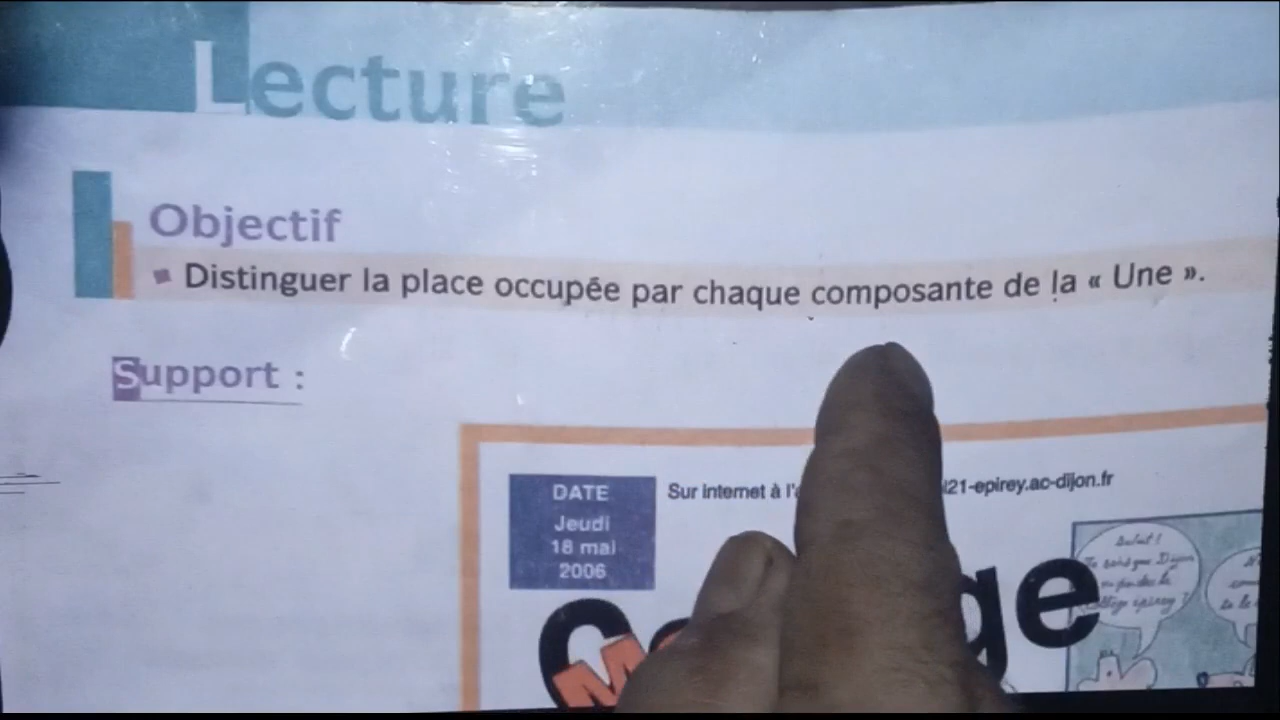 Lecture
Objectif
▪ Distinguer la place occupée par chaque composante de la « Une ».
Support :
DATE
Jeudi
18 mai
2006
Sur internet à l'
l21-epirey.ac-dijon.fr
ge
Salut !